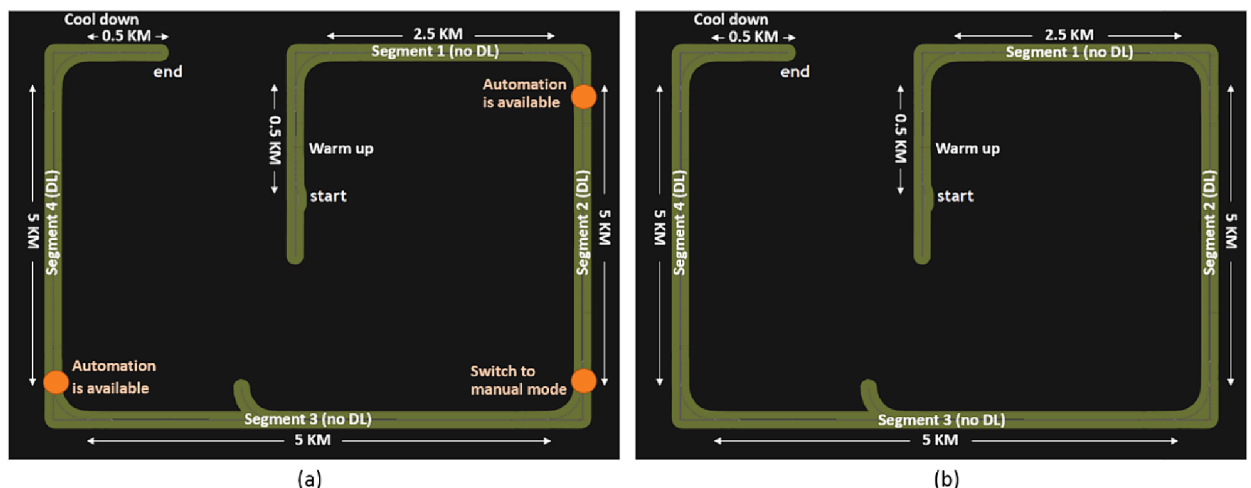 Cool down
0.5 KM
end
2.5 KM
Segment 1 (no DL)
Automation
is available
0.5 KM
Warm up
start
Segment 4 (DL)
5 KM
Segment 2 (DL)
5 KM
Automation
is available
Switch to
manual mode
Segment 3 (no DL)
5 KM
(a)
Cool down
0.5 KM
end
2.5 KM
Segment 1 (no DL)
0.5 KM
Warm up
start
Segment 4 (DL)
5 KM
Segment 2 (DL)
5 KM
Segment 3 (no DL)
5 KM
(b)